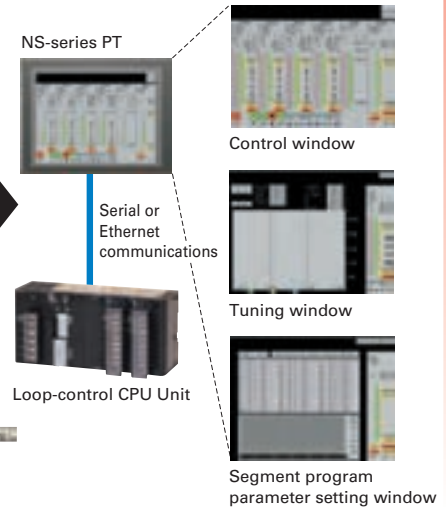 NS-series PT
Control window
Serial or
Ethernet
communications
Tuning window
Loop-control CPU Unit
Segment program
parameter setting window